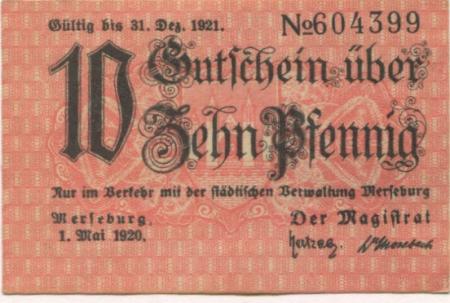 Gültig bis 31. Dez. 1921. №604399
10 Gutschein über
Zehn Pfennig
Nur im Verkehr mit der städtischen Verwaltung Merseburg
Merseburg, Der Magistrat
1. Mai 1920.